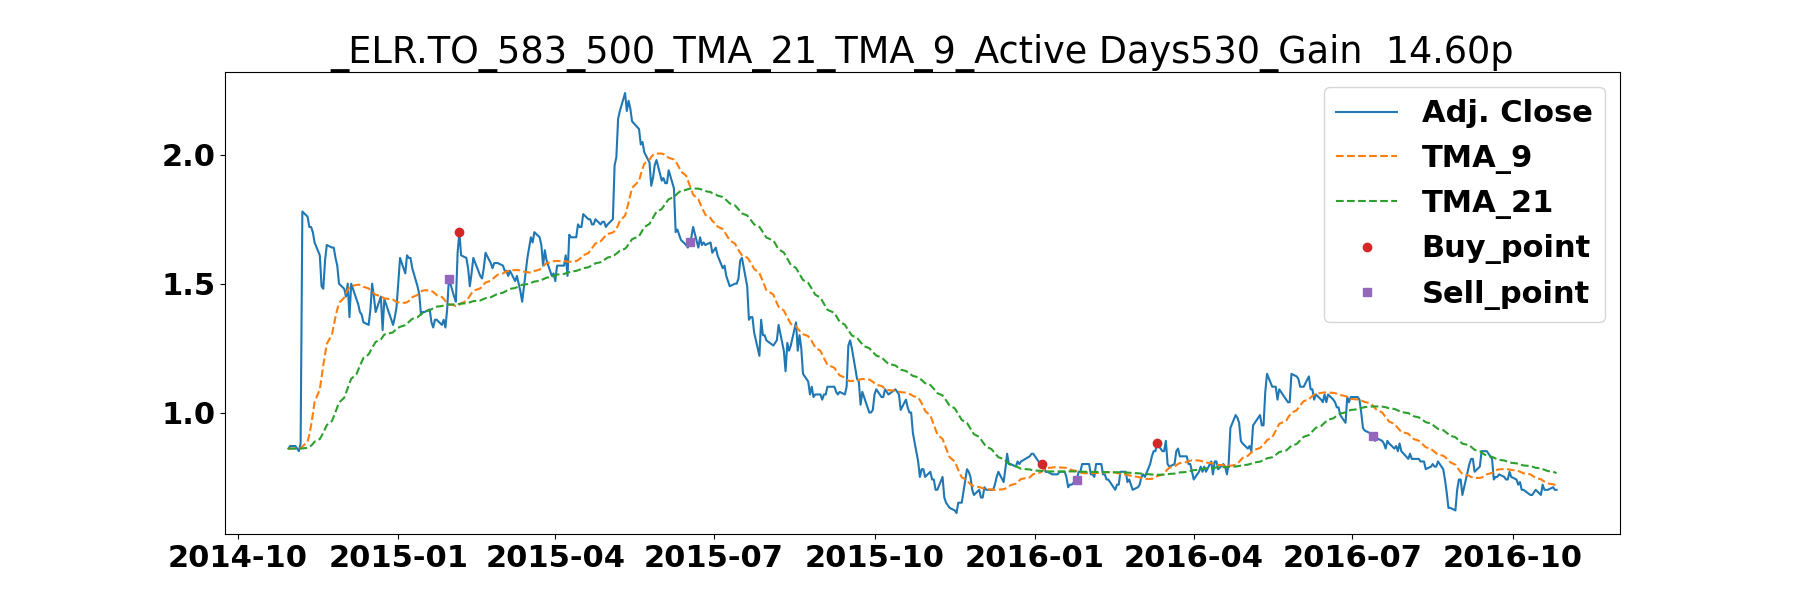 _ELR.TO_583_500_TMA_21_TMA_9_Active Days530_Gain  14.60p
Adj. Close
TMA_9
TMA_21
Buy_point
Sell_point
2.0
1.5
1.0
2014-10 2015-01 2015-04 2015-07 2015-10 2016-01 2016-04 2016-07 2016-10